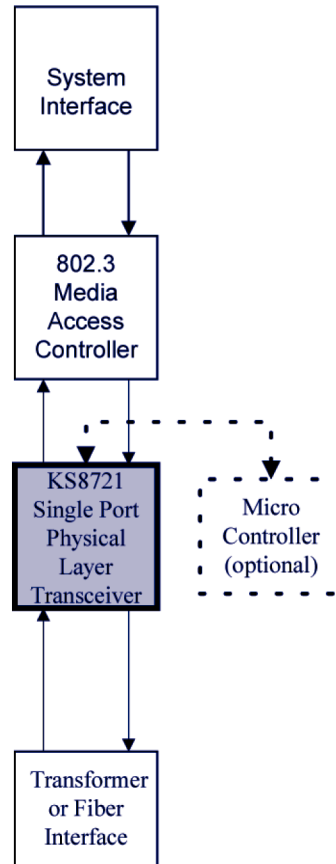 System
Interface
802.3
Media
Access
Controller
KS8721
Single Port
Physical
Layer
Transceiver
Micro
Controller
(optional)
Transformer
or Fiber
Interface